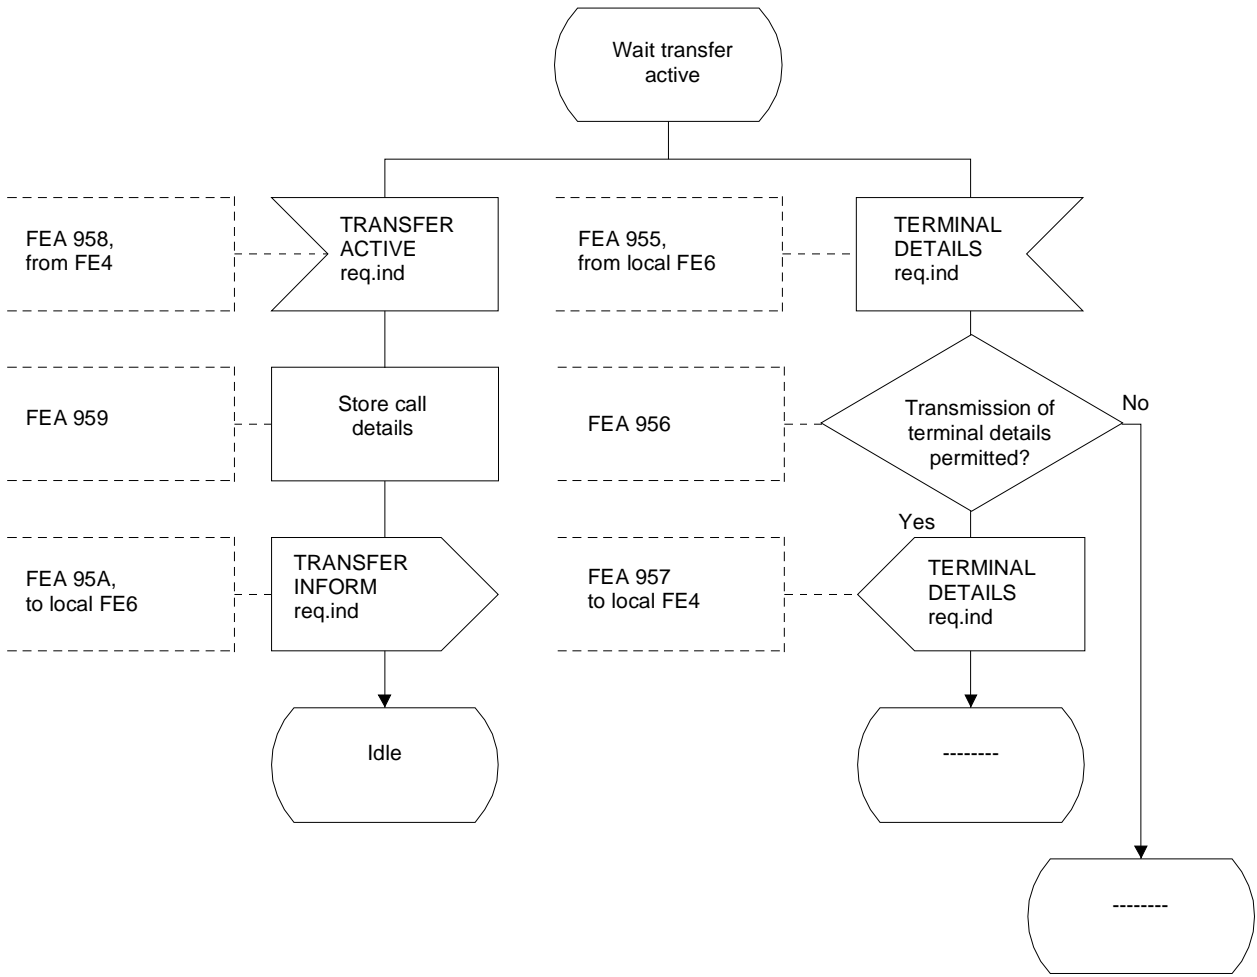 Wait transfer
active
FEA 958,
from FE4
TRANSFER
ACTIVE
req.ind
FEA 955,
from local FE6
TERMINAL
DETAILS
req.ind
FEA 959
Store call
details
FEA 956
Transmission of
terminal details
permitted?
No
Yes
FEA 95A,
to local FE6
TRANSFER
INFORM
req.ind
FEA 957
to local FE4
TERMINAL
DETAILS
req.ind
Idle
--------
--------